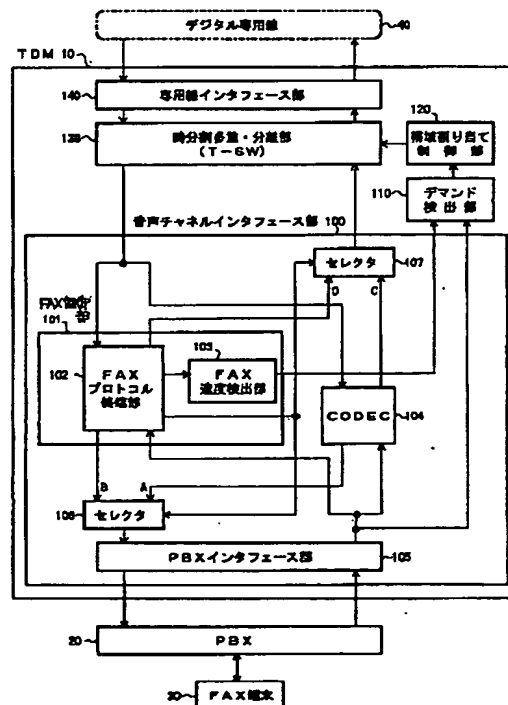 デジタル専用線
40
TDM 10
140
専用線インタフェース部
時分割多重・分離部
(T-SW)
120
帯域割り当て
制御部
110
デマンド
検出部
音声チャネルインタフェース部 100
セレクタ
107
D
C
101
102
FAX
プロトコル
終端部
103
FAX
速度検出部
CODEC
104
B
A
106
セレクタ
PBXインタフェース部
105
20
PBX
FAX端末